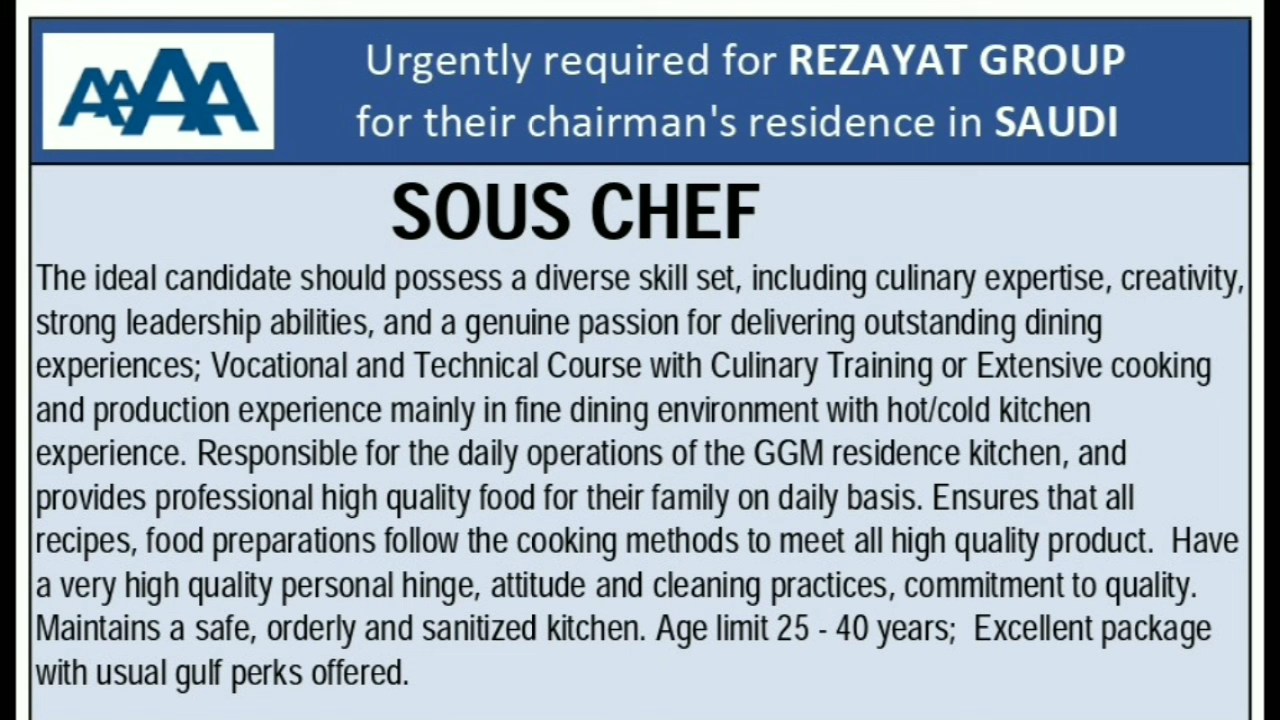 AAAA
Urgently required for REZAYAT GROUP
for their chairman's residence in SAUDI
SOUS CHEF
The ideal candidate should possess a diverse skill set, including culinary expertise, creativity,
strong leadership abilities, and a genuine passion for delivering outstanding dining
experiences; Vocational and Technical Course with Culinary Training or Extensive cooking
and production experience mainly in fine dining environment with hot/cold kitchen
experience. Responsible for the daily operations of the GGM residence kitchen, and
provides professional high quality food for their family on daily basis. Ensures that all
recipes, food preparations follow the cooking methods to meet all high quality product.  Have
a very high quality personal hinge, attitude and cleaning practices, commitment to quality.
Maintains a safe, orderly and sanitized kitchen. Age limit 25 - 40 years;  Excellent package
with usual gulf perks offered.